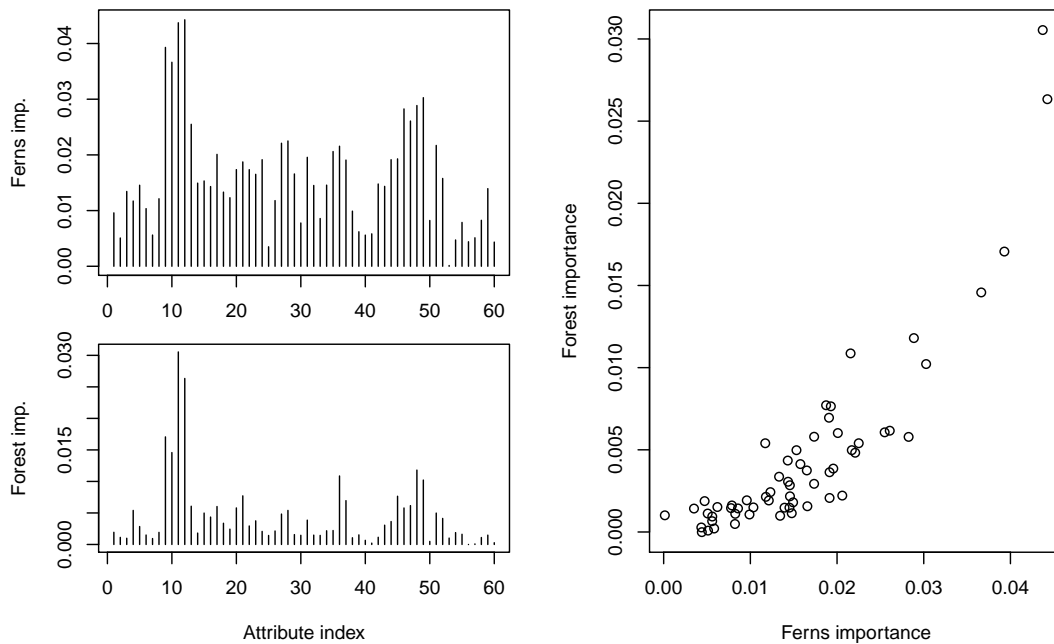 Ferns imp.
0.00 0.01 0.02 0.03 0.04
0 10 20 30 40 50 60
Forest imp.
0.000 0.015 0.030
0 10 20 30 40 50 60
Attribute index
Forest importance
0.000 0.005 0.010 0.015 0.020 0.025 0.030
0.00 0.01 0.02 0.03 0.04
Ferns importance